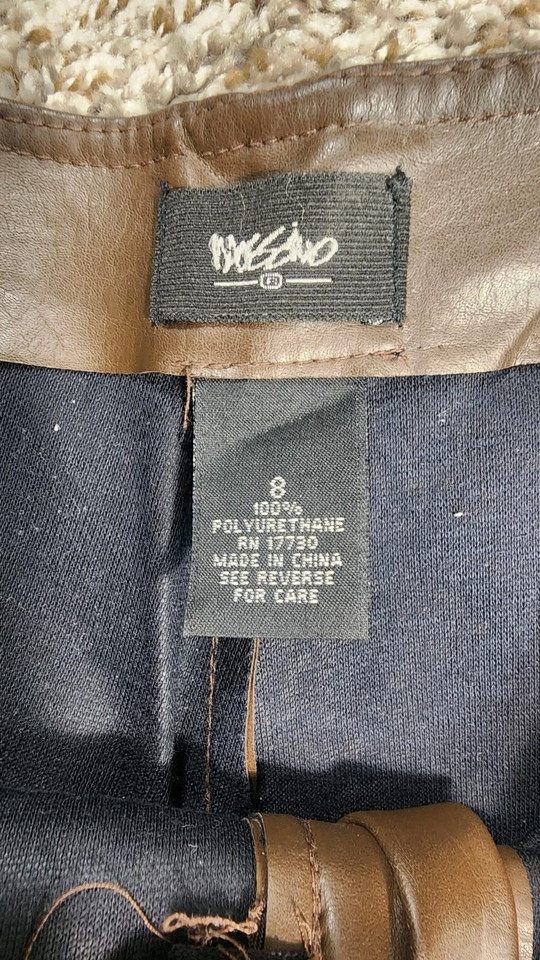 mossimo
8
100%
POLYURETHANE
RN 17730
MADE IN CHINA
SEE REVERSE
FOR CARE